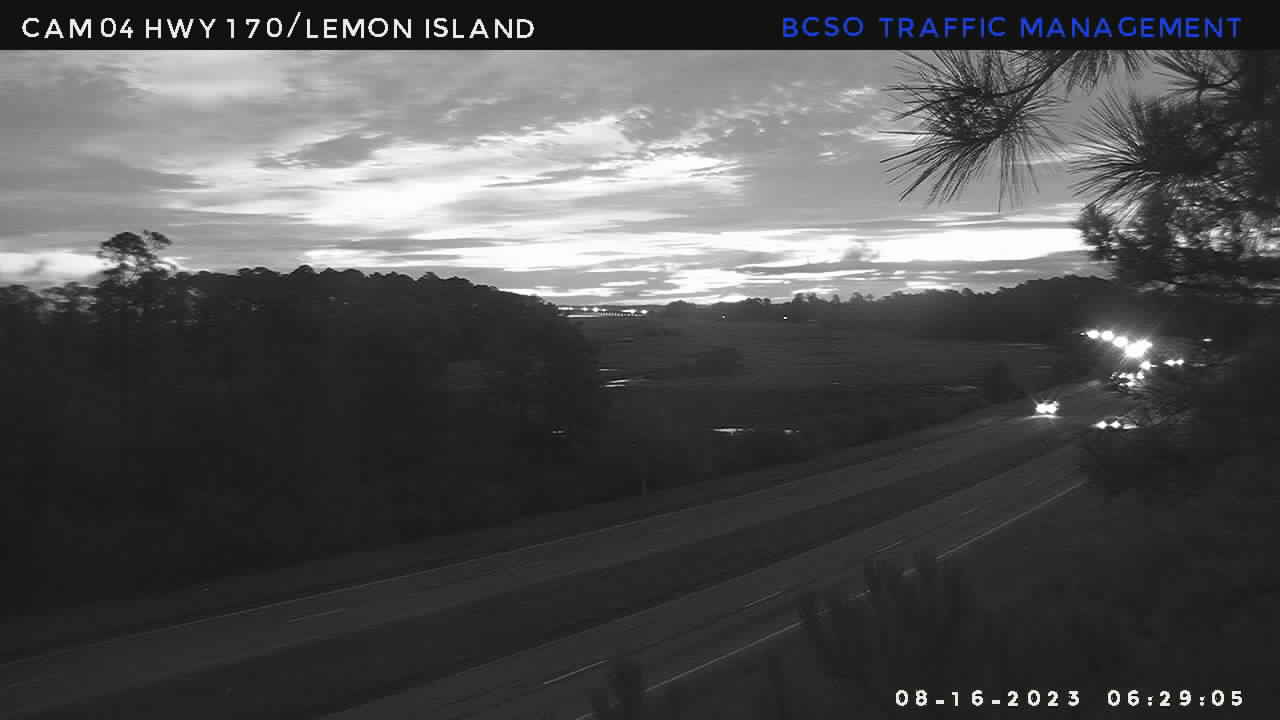 CAM04 HWY 170/LEMON ISLAND
BCSO TRAFFIC MANAGEMENT
08-16-2023 06:29:05